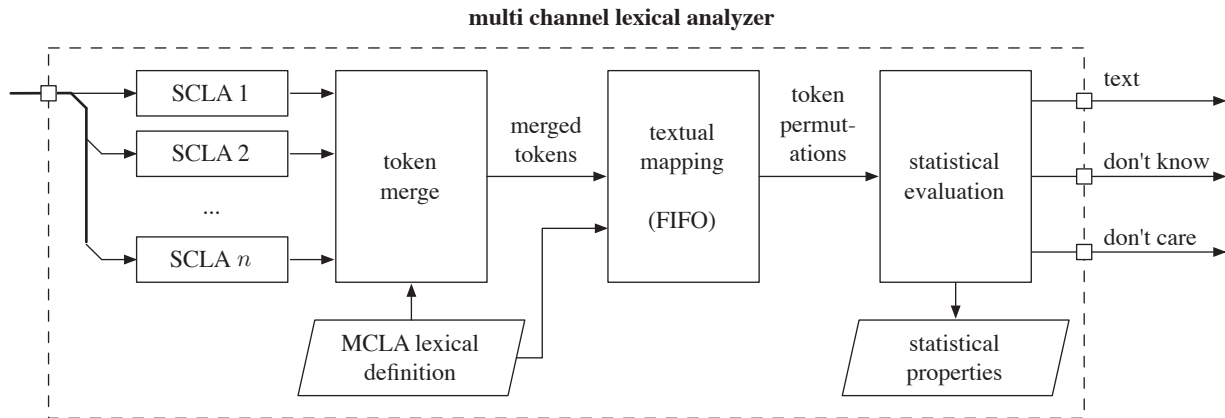 multi channel lexical analyzer
SCLA 1
SCLA 2
...
SCLA n
token
merge
merged
tokens
textual
mapping
(FIFO)
token
permut-
ations
statistical
evaluation
text
don't know
don't care
MCLA lexical
definition
statistical
properties